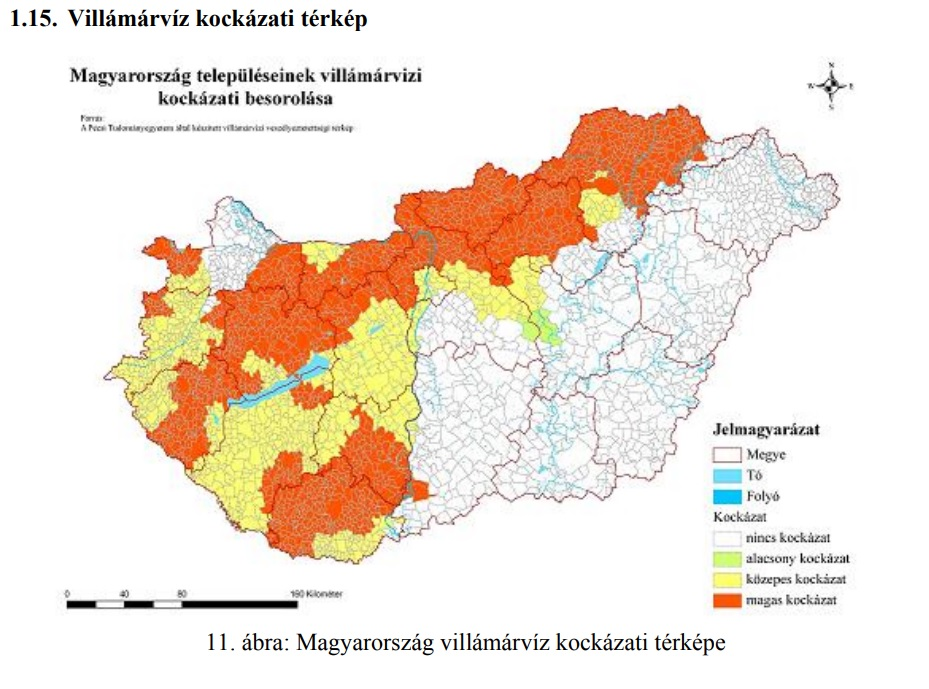 1.15. Villámárvíz kockázati térkép
Magyarország településeinek villámárvizi
kockázati besorolása
Forrás:
A Pécsi Tudományegyetem által készített villámárvízi veszélyeztetettségi térkép
N
W E
S
Jelmagyarázat
Megye
Tó
Folyó
Kockázat
nincs kockázat
alacsony kockázat
közepes kockázat
magas kockázat
0 40 80 160 Kilométer
11. ábra: Magyarország villámárvíz kockázati térképe